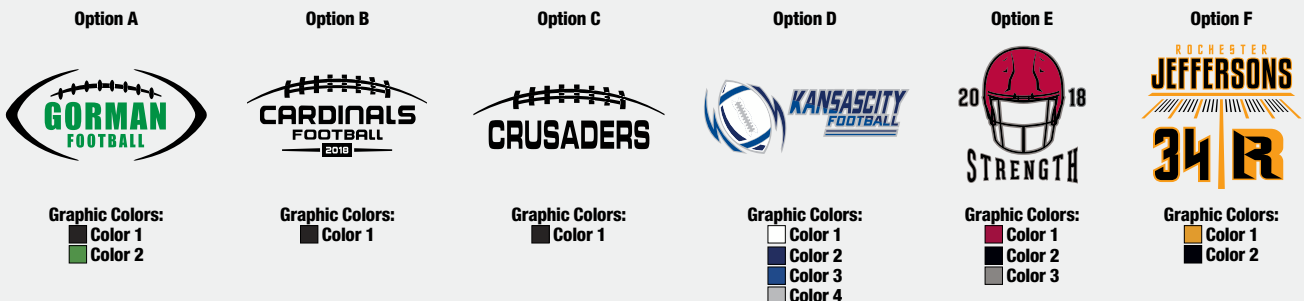 Option A
GORMAN
FOOTBALL
Graphic Colors:
Color 1
Color 2
Option B
CARDINALS
FOOTBALL
2018
Graphic Colors:
Color 1
Option C
CRUSADERS
Graphic Colors:
Color 1
Option D
KANSASCITY
FOOTBALL
Graphic Colors:
Color 1
Color 2
Color 3
Color 4
Option E
20 18
STRENGTH
Graphic Colors:
Color 1
Color 2
Color 3
Option F
ROCHESTER
JEFFERSONS
34 R
Graphic Colors:
Color 1
Color 2